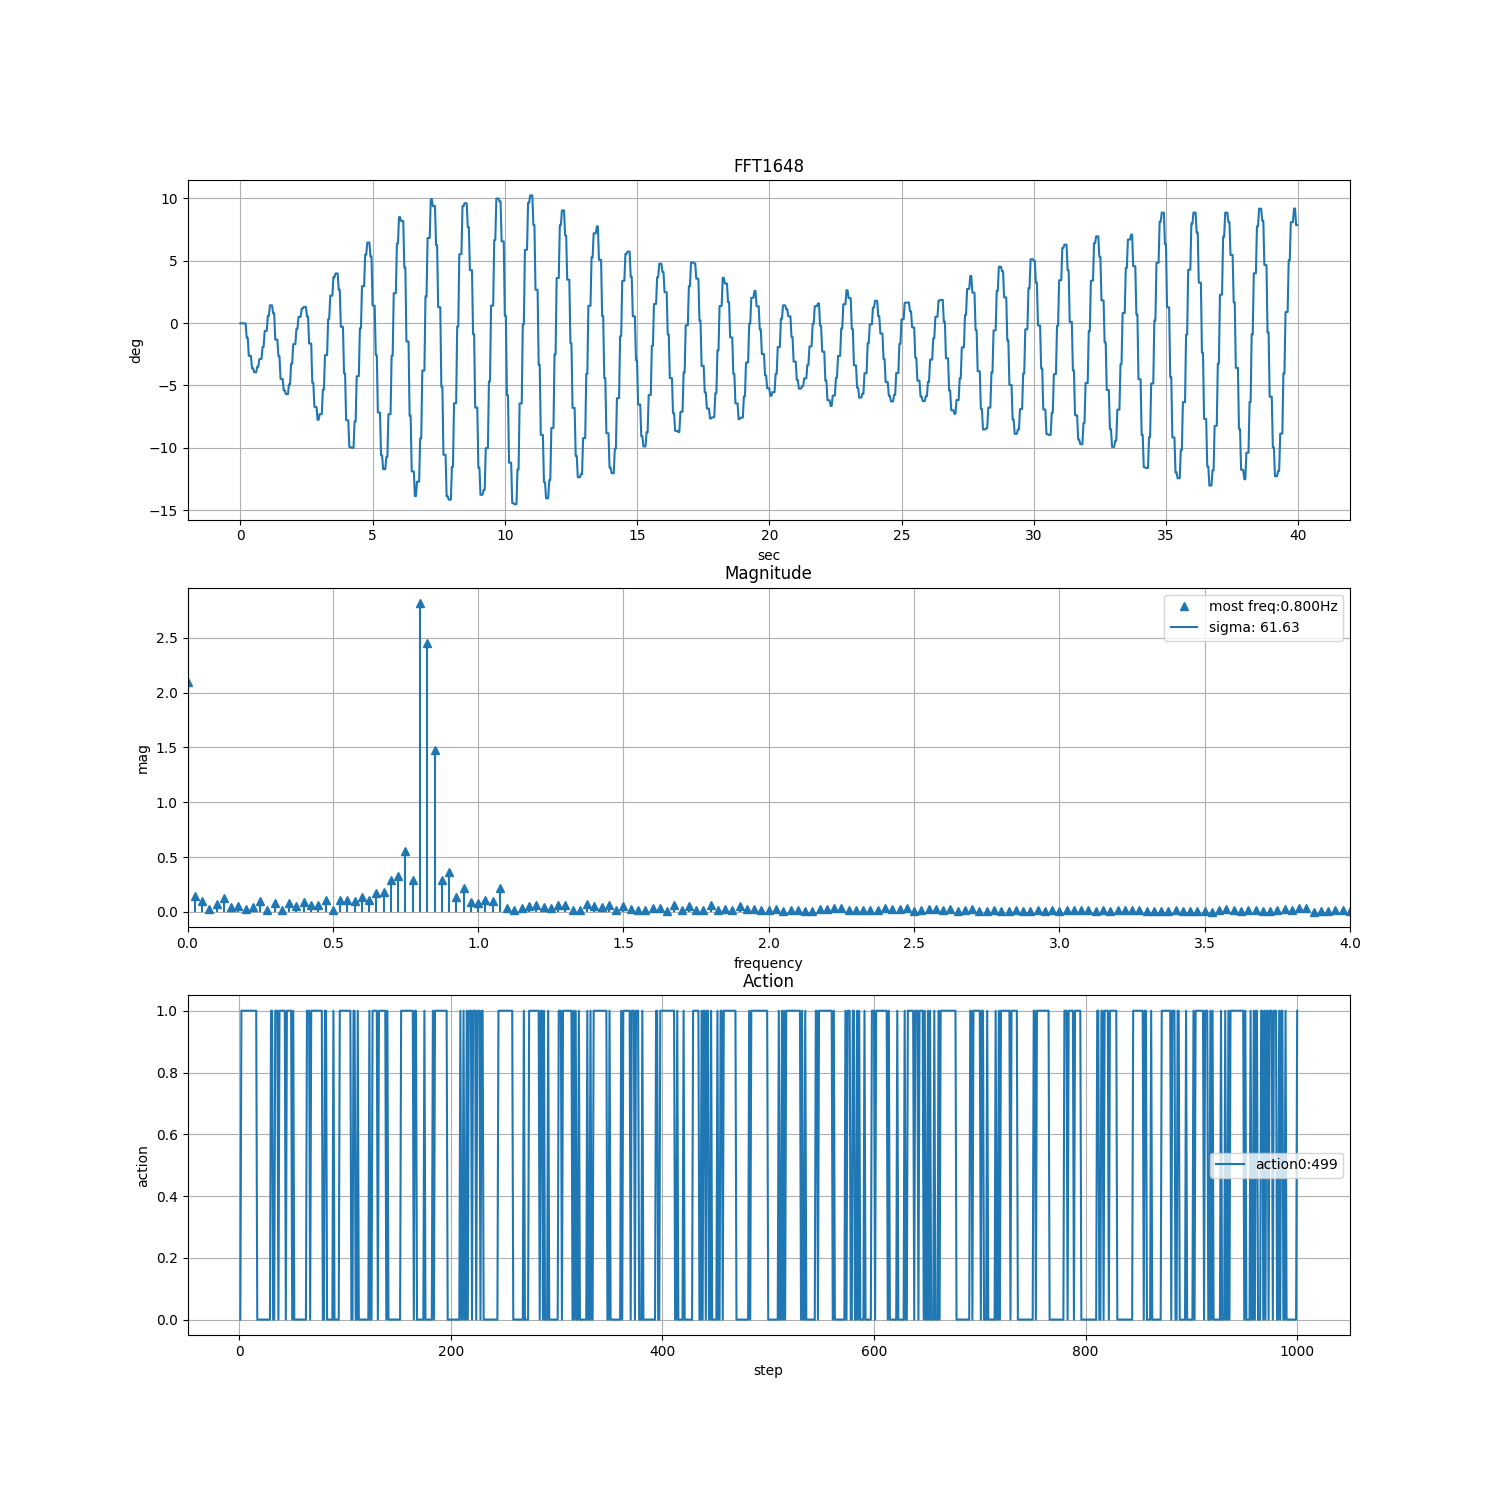 FFT1648
10
5
0
−5
−10
−15
deg
0 5 10 15 20 25 30 35 40
sec
Magnitude
most freq:0.800Hz
sigma: 61.63
2.5
2.0
1.5
1.0
0.5
0.0
mag
0.0 0.5 1.0 1.5 2.0 2.5 3.0 3.5 4.0
frequency
Action
1.0
0.8
0.6
0.4
0.2
0.0
action
action0:499
0 200 400 600 800 1000
step